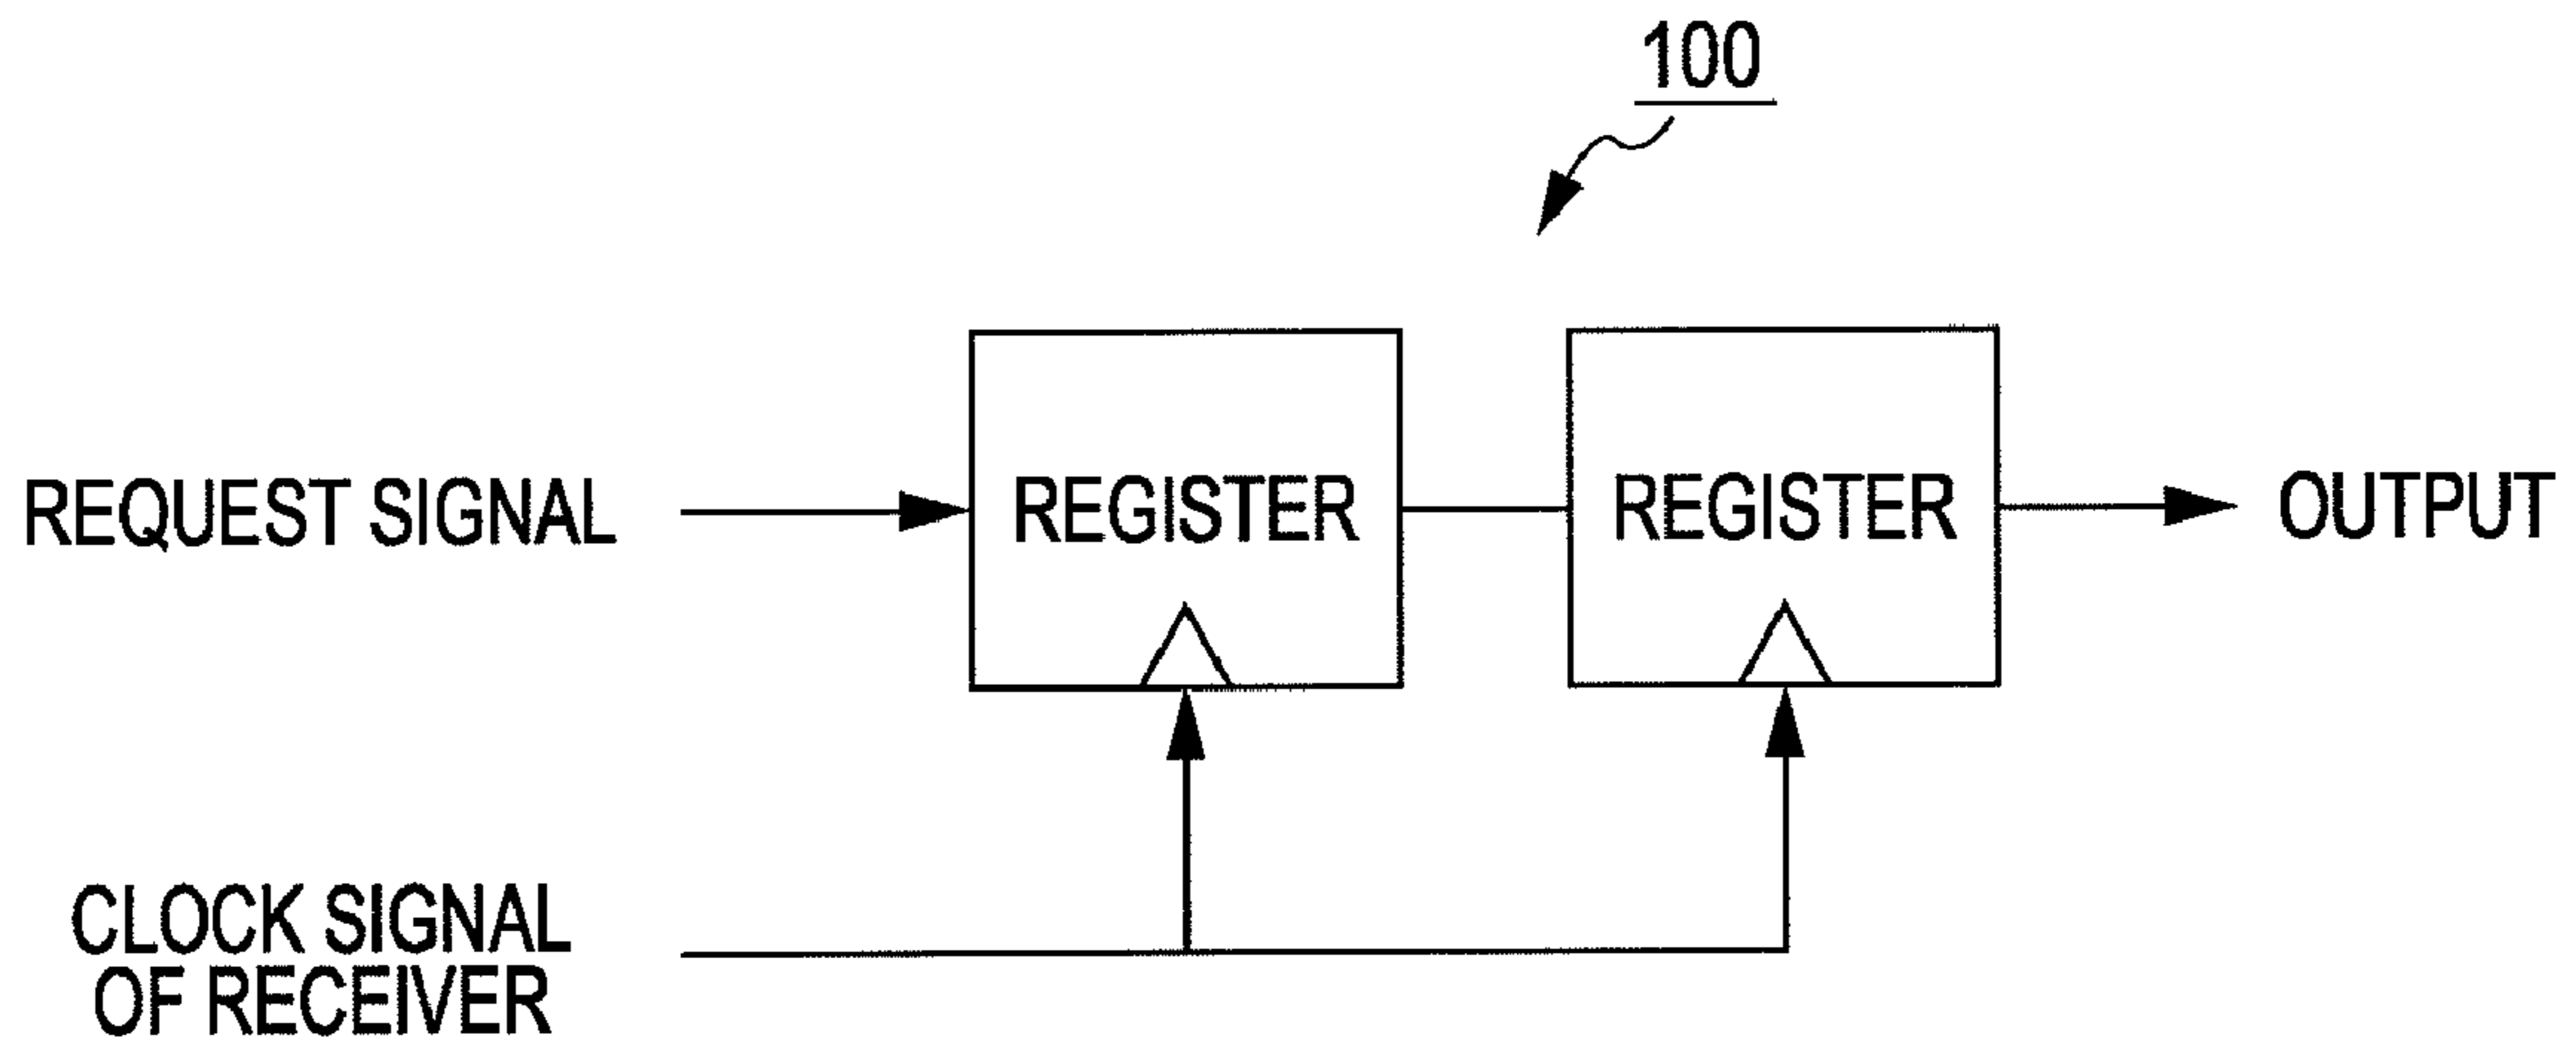 100
REQUEST SIGNAL
REGISTER
REGISTER
OUTPUT
CLOCK SIGNAL
OF RECEIVER